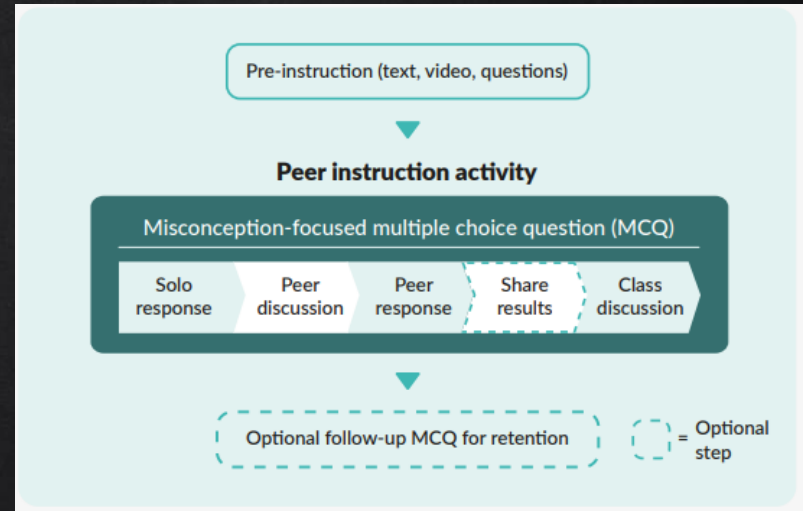 Pre-instruction (text, video, questions)
Peer instruction activity
Misconception-focused multiple choice question (MCQ)
Solo
response
Peer
discussion
Peer
response
Share
results
Class
discussion
Optional follow-up MCQ for retention
= Optional
step